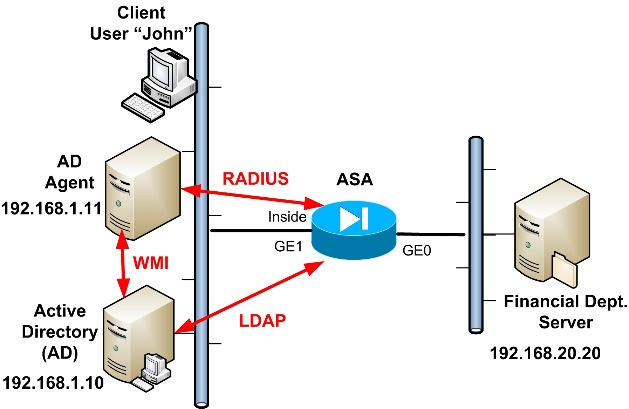 Client
User “John”
AD
Agent
192.168.1.11
RADIUS
ASA
Inside
GE1
GE0
WMI
LDAP
Active
Directory
(AD)
192.168.1.10
Financial Dept.
Server
192.168.20.20